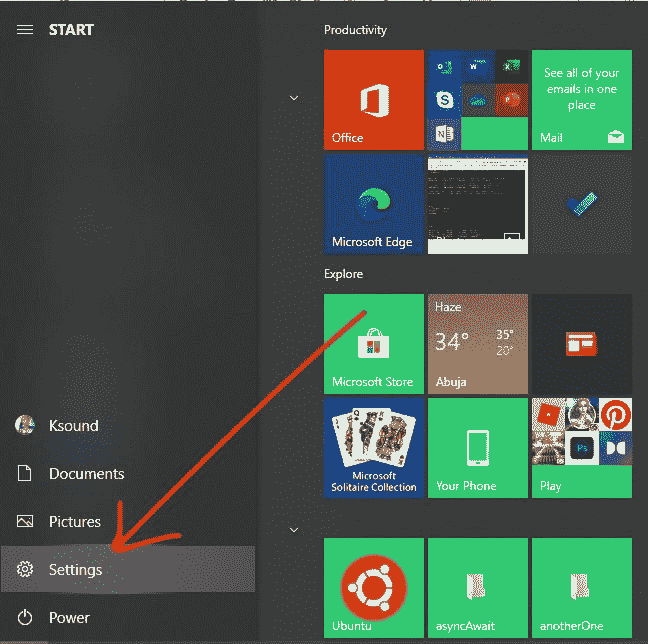 START
Productivity
Office
See all of your
emails in one
place
Mail
Microsoft Edge
Explore
Microsoft Store
Haze
34°
35°
20°
Abuja
Microsoft
Solitaire Collection
Your Phone
Play
Ksound
Documents
Pictures
Settings
Power
Ubuntu
asyncAwait
anotherOne